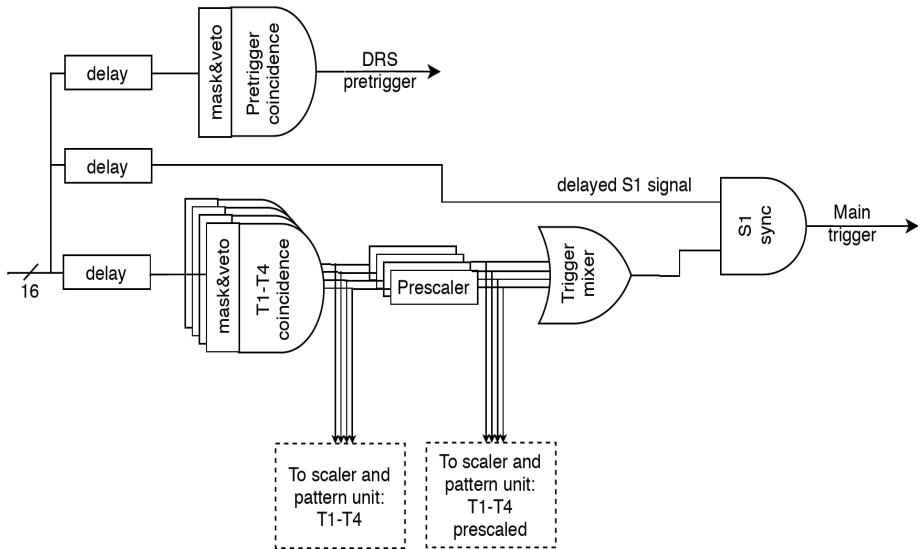 delay
mask&veto
Pretrigger
coincidence
DRS
pretrigger
delay
delayed S1 signal
S1
sync
Main
trigger
16
delay
mask&veto
T1-T4
coincidence
Prescaler
Trigger
mixer
To scaler and
pattern unit:
T1-T4
To scaler and
pattern unit:
T1-T4
prescaled